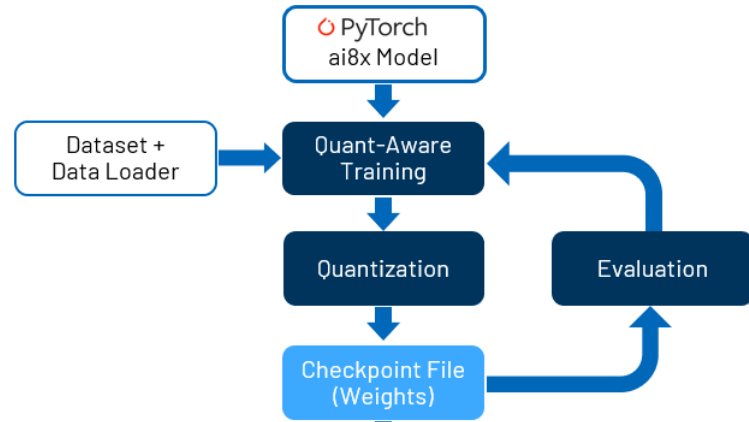 PyTorch
ai8x Model
Dataset +
Data Loader
Quant-Aware
Training
Quantization
Evaluation
Checkpoint File
(Weights)